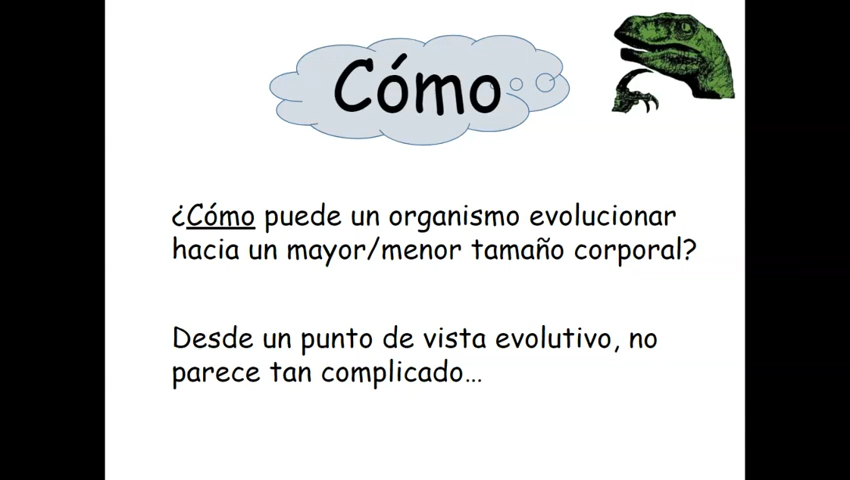 Cómo
¿Cómo puede un organismo evolucionar
hacia un mayor/menor tamaño corporal?
Desde un punto de vista evolutivo, no
parece tan complicado…